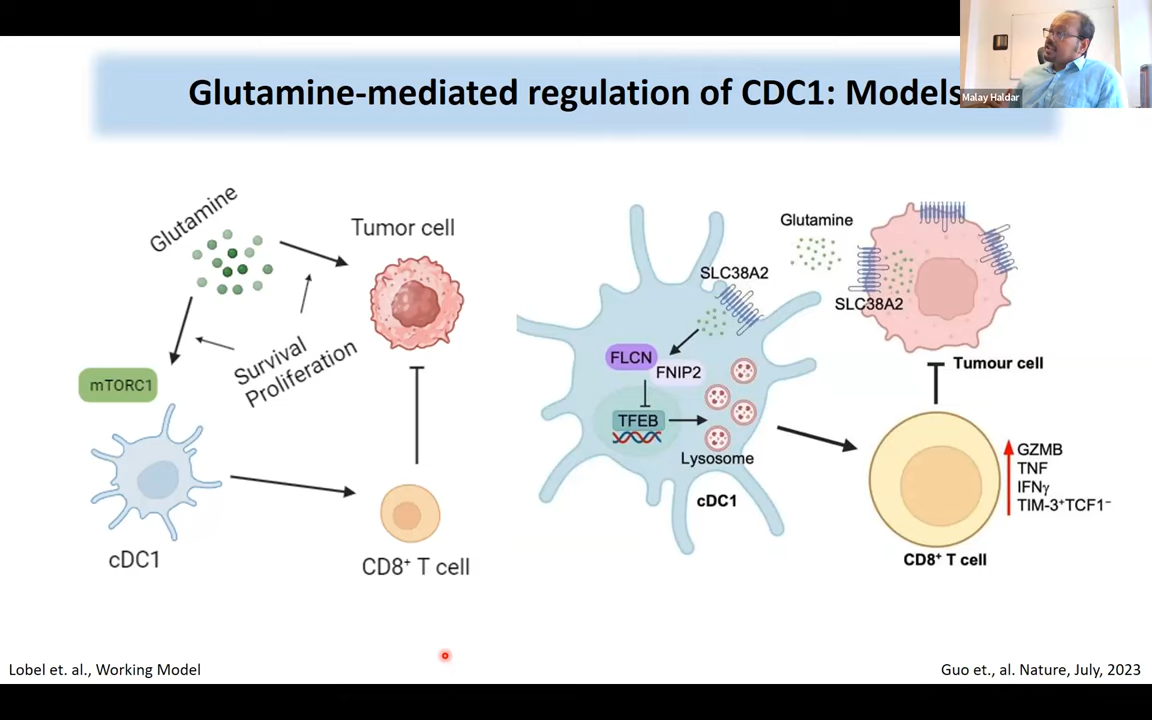 Glutamine-mediated regulation of CDC1: Models
Malay Haldar
Glutamine
Tumor cell
Survival
Proliferation
mTORC1
cDC1
CD8⁺ T cell
Glutamine
SLC38A2
SLC38A2
FLCN
FNIP2
TFEB
Lysosome
cDC1
Tumour cell
GZMB
TNF
IFNγ
TIM-3⁺TCF1⁻
CD8⁺ T cell
Lobel et. al., Working Model
Guo et., al. Nature, July, 2023